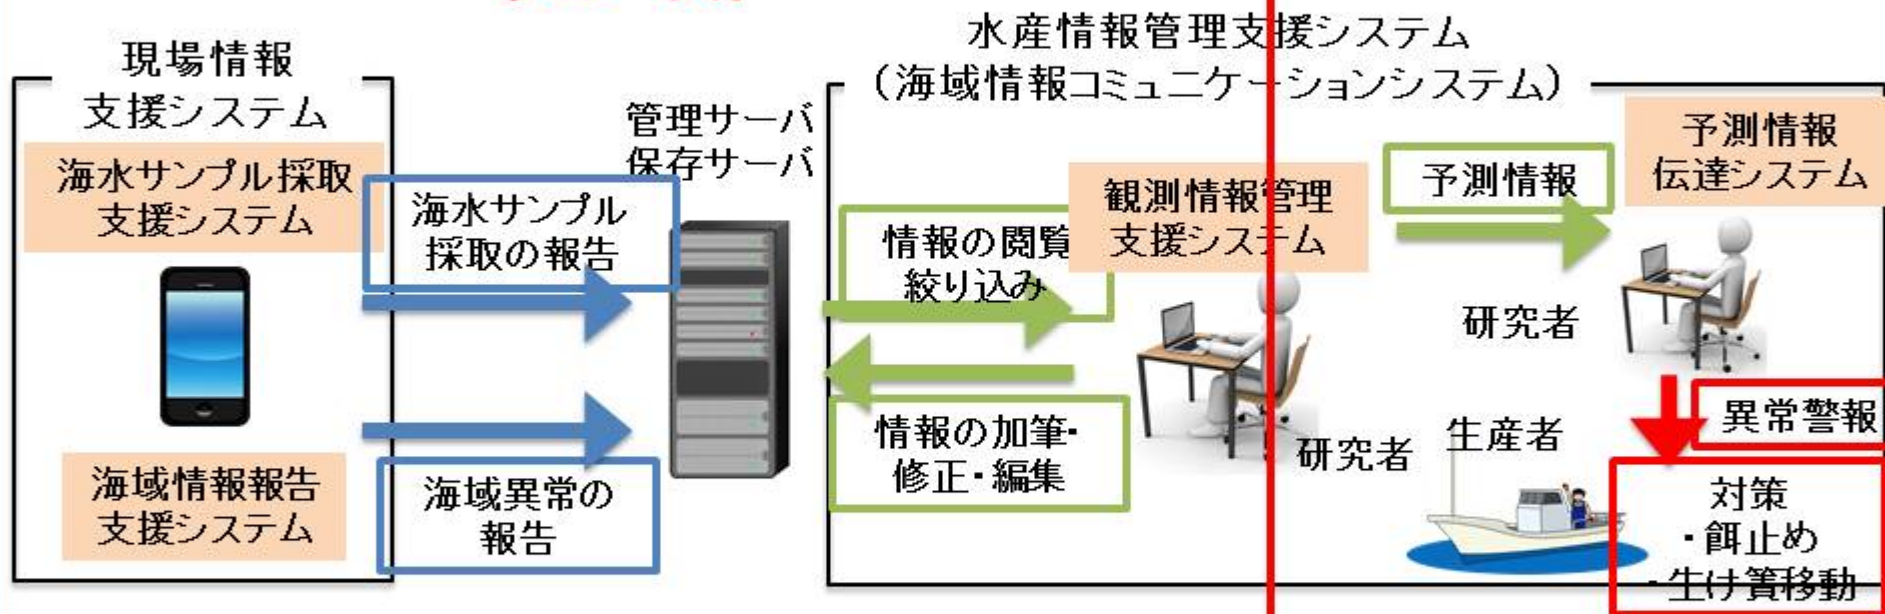 現場情報
支援システム
海水サンプル採取
支援システム
海域情報報告
支援システム
海水サンプル
採取の報告
海域異常の
報告
管理サーバ
保存サーバ
水産情報管理支援システム
（海域情報コミュニケーションシステム）
情報の閲覧
絞り込み
情報の加筆・
修正・編集
観測情報管理
支援システム
研究者
予測情報
予測情報
伝達システム
研究者
生産者
異常警報
対策
・餌止め
・生け簀移動